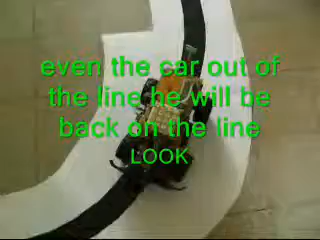 even the car out of
the line he will be
back on the line
LOOK